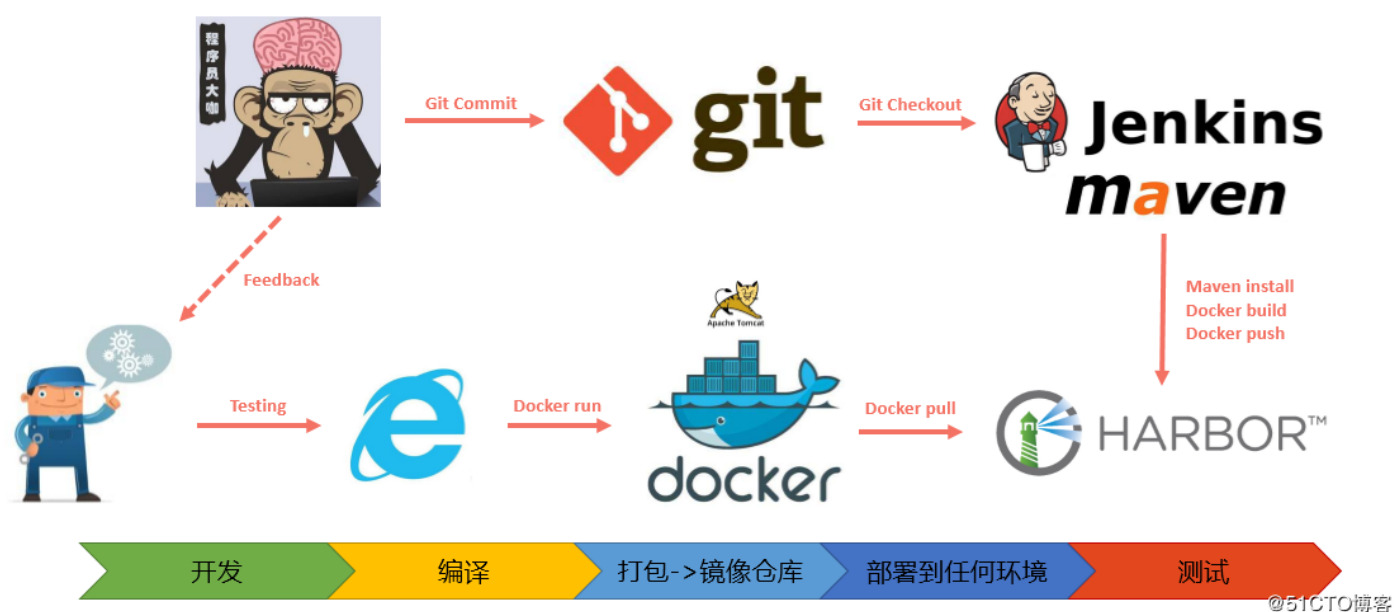 程序员大咖
Git Commit
git
Git Checkout
Jenkins
maven
Feedback
Maven install
Docker build
Docker push
Apache Tomcat
Testing
Docker run
docker
Docker pull
HARBOR™
开发
编译
打包->镜像仓库
部署到任何环境
测试
@51CTO博客